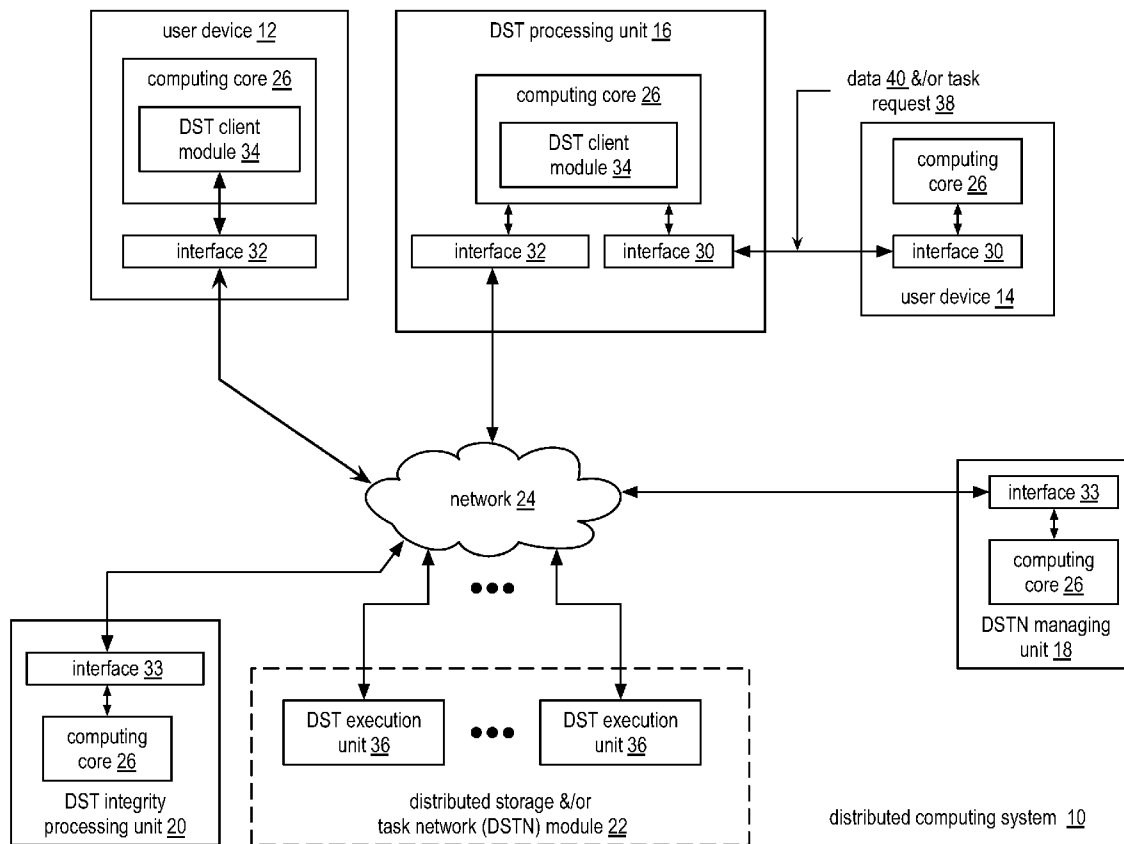 user device 12
computing core 26
DST client
module 34
interface 32
DST processing unit 16
computing core 26
DST client
module 34
interface 32
interface 30
data 40 &/or task
request 38
computing
core 26
interface 30
user device 14
network 24
interface 33
computing
core 26
DSTN managing
unit 18
interface 33
computing
core 26
DST integrity
processing unit 20
DST execution
unit 36
DST execution
unit 36
distributed storage &/or
task network (DSTN) module 22
distributed computing system 10